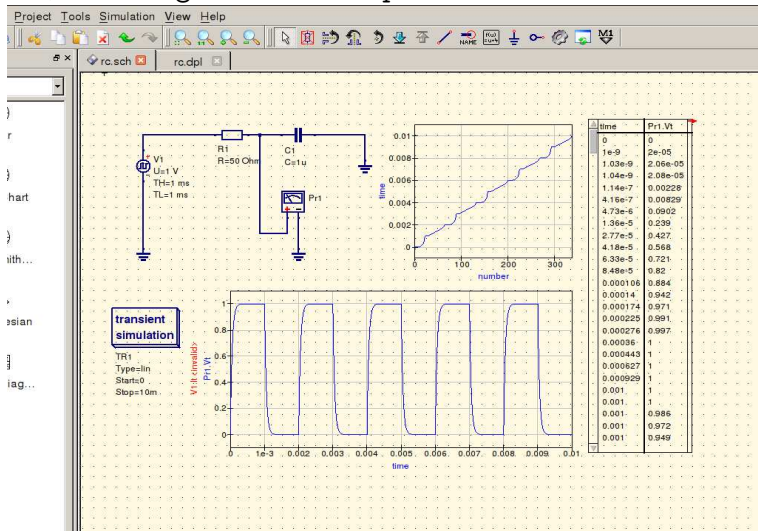 Project Tools Simulation View Help
NAME
M1
rc.sch rc.dpl
r
hart
ith...
esian
iag...
V1
U=1 V
TH=1 ms
TL=1 ms
R1
R=50 Ohm
C1
C=1u
Pr1
transient
simulation
TR1
Type=lin
Start=0
Stop=10m
0.01
0.008
0.006
0.004
0.002
0
0 100 200 300
number
time
1
0.8
0.6
0.4
0.2
0
0 1e-3 0.002 0.003 0.004 0.005 0.006 0.007 0.008 0.009 0.01
time
V1.It <invalid>
Pr1.Vt
time Pr1.Vt
0 0
1e-9 2e-05
1.03e-9 2.06e-05
1.04e-9 2.08e-05
1.14e-7 0.00228
4.16e-7 0.00829
4.73e-6 0.0902
1.36e-5 0.239
2.77e-5 0.427
4.18e-5 0.568
6.33e-5 0.721
8.48e-5 0.82
0.000106 0.884
0.00014 0.942
0.000174 0.971
0.000225 0.991
0.000276 0.997
0.00036 1
0.000443 1
0.000627 1
0.000929 1
0.001 1
0.001 1
0.001 0.986
0.001 0.972
0.001 0.949